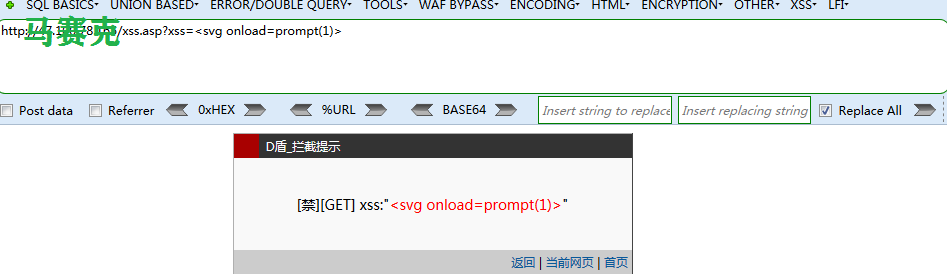 SQL BASICS▾ UNION BASED▾ ERROR/DOUBLE QUERY▾ TOOLS▾ WAF BYPASS▾ ENCODING▾ HTML▾ ENCRYPTION▾ OTHER▾ XSS▾ LFI▾
马赛克
/xss.asp?xss=<svg onload=prompt(1)>
Post data Referrer 0xHEX %URL BASE64 Insert string to replace Insert replacing string Replace All
D盾_拦截提示
[禁][GET] xss:"<svg onload=prompt(1)>"
返回 | 当前网页 | 首页